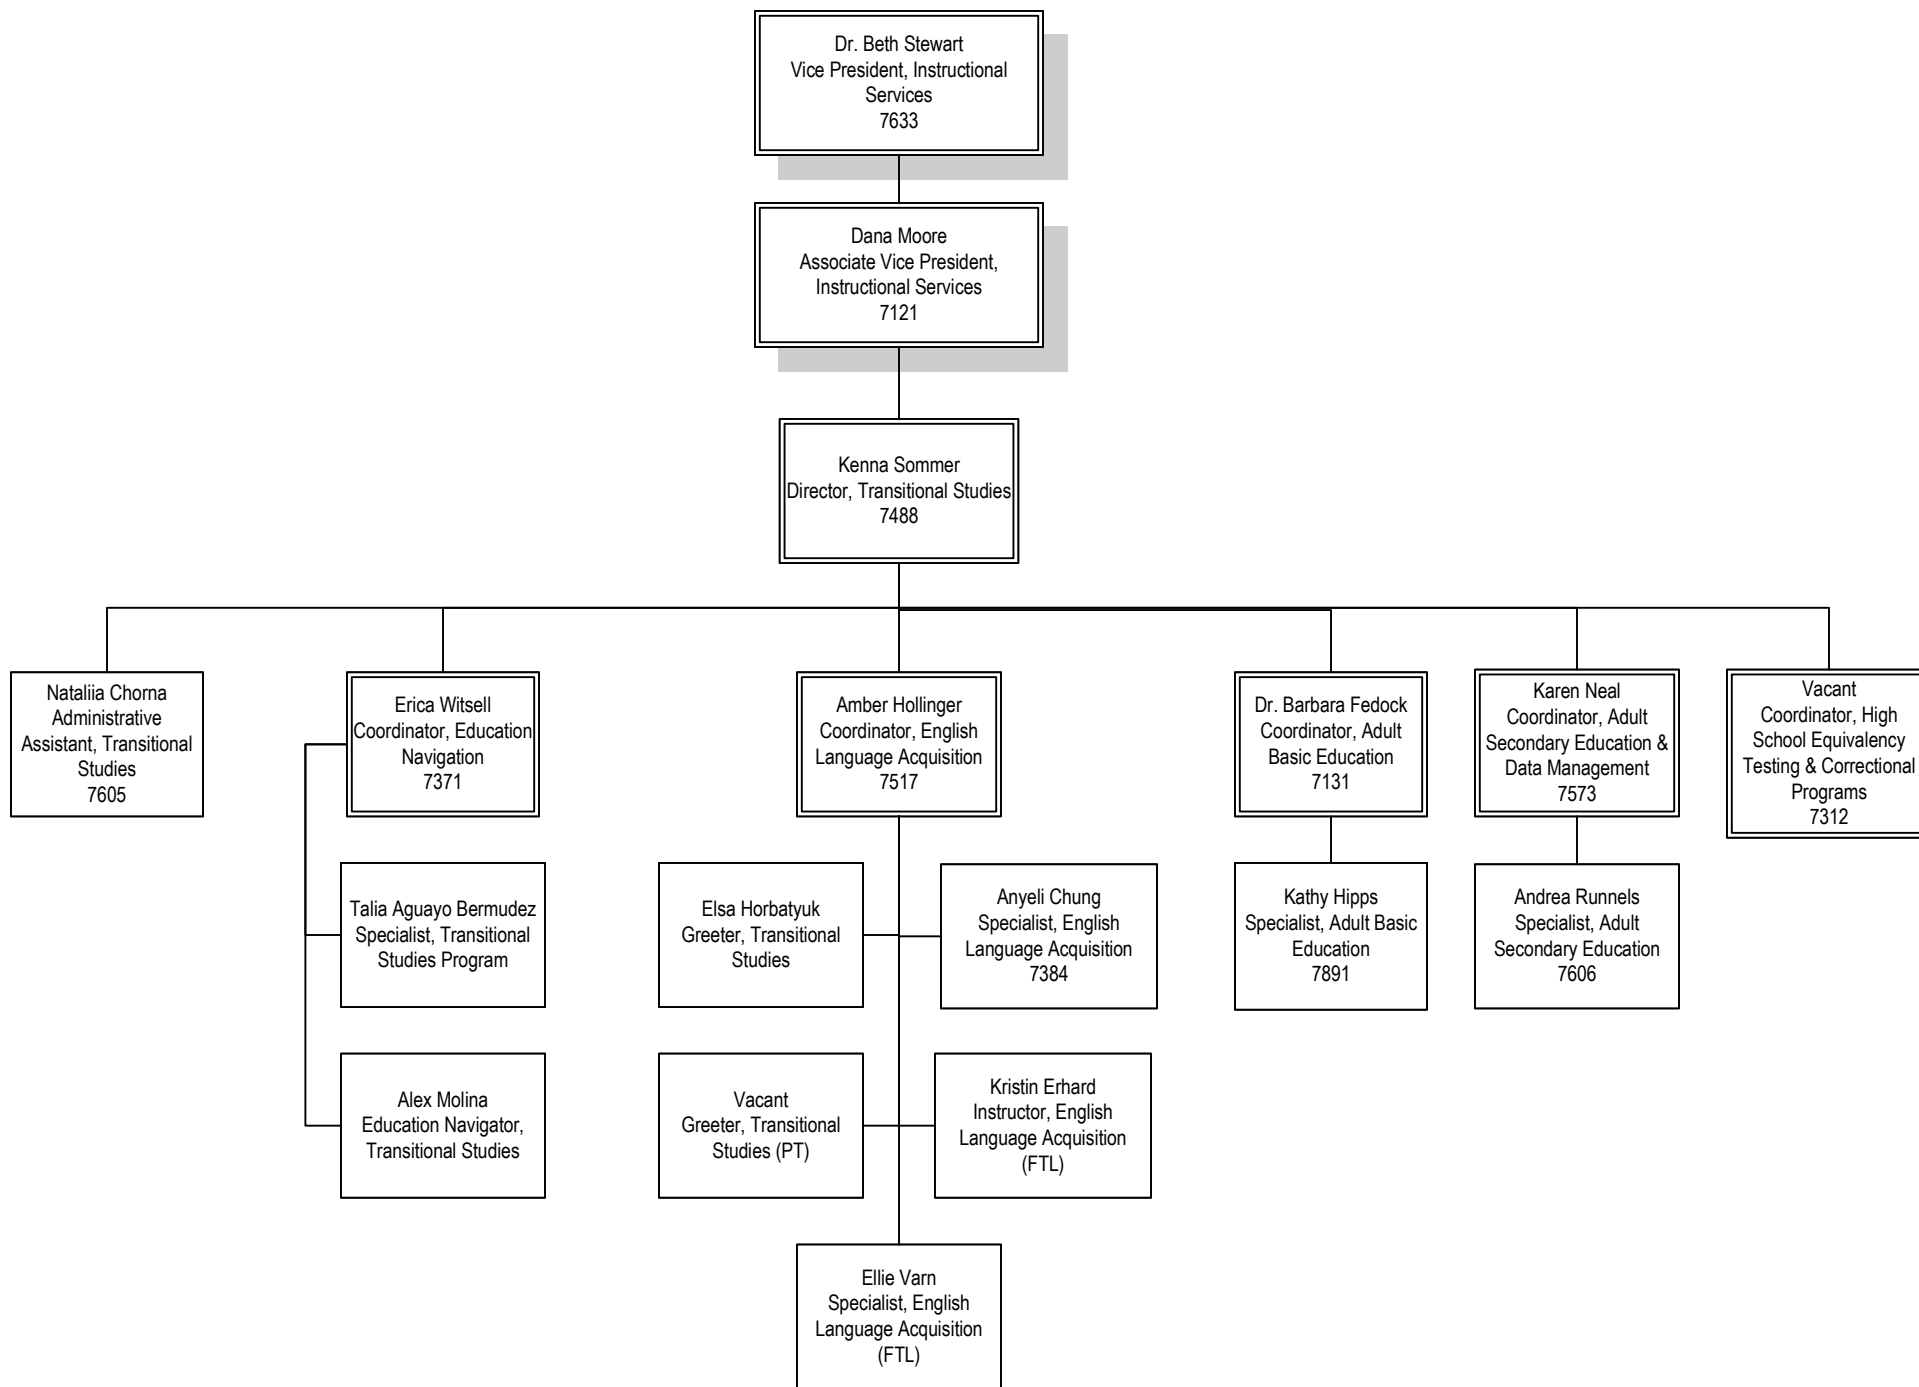 Dr. Beth Stewart
Vice President, Instructional
Services
7633
Dana Moore
Associate Vice President,
Instructional Services
7121
Kenna Sommer
Director, Transitional Studies
7488
Nataliia Chorna
Administrative
Assistant, Transitional
Studies
7605
Erica Witsell
Coordinator, Education
Navigation
7371
Amber Hollinger
Coordinator, English
Language Acquisition
7517
Dr. Barbara Fedock
Coordinator, Adult
Basic Education
7131
Karen Neal
Coordinator, Adult
Secondary Education &
Data Management
7573
Vacant
Coordinator, High
School Equivalency
Testing & Correctional
Programs
7312
Talia Aguayo Bermudez
Specialist, Transitional
Studies Program
Elsa Horbatyuk
Greeter, Transitional
Studies
Anyeli Chung
Specialist, English
Language Acquisition
7384
Kathy Hipps
Specialist, Adult Basic
Education
7891
Andrea Runnels
Specialist, Adult
Secondary Education
7606
Alex Molina
Education Navigator,
Transitional Studies
Vacant
Greeter, Transitional
Studies (PT)
Kristin Erhard
Instructor, English
Language Acquisition
(FTL)
Ellie Varn
Specialist, English
Language Acquisition
(FTL)